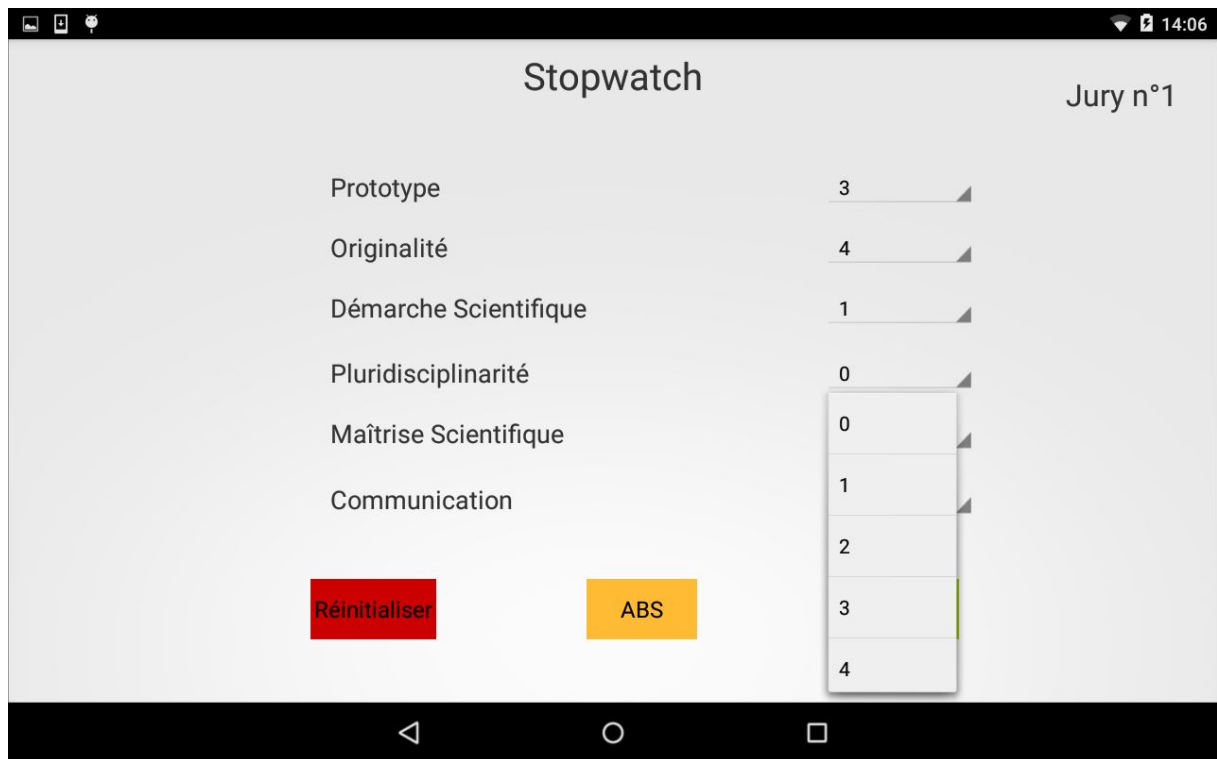 14:06
Stopwatch
Jury n°1
Prototype 3
Originalité 4
Démarche Scientifique 1
Pluridisciplinarité 0
Maîtrise Scientifique
Communication
0
1
2
3
4
Réinitialiser ABS